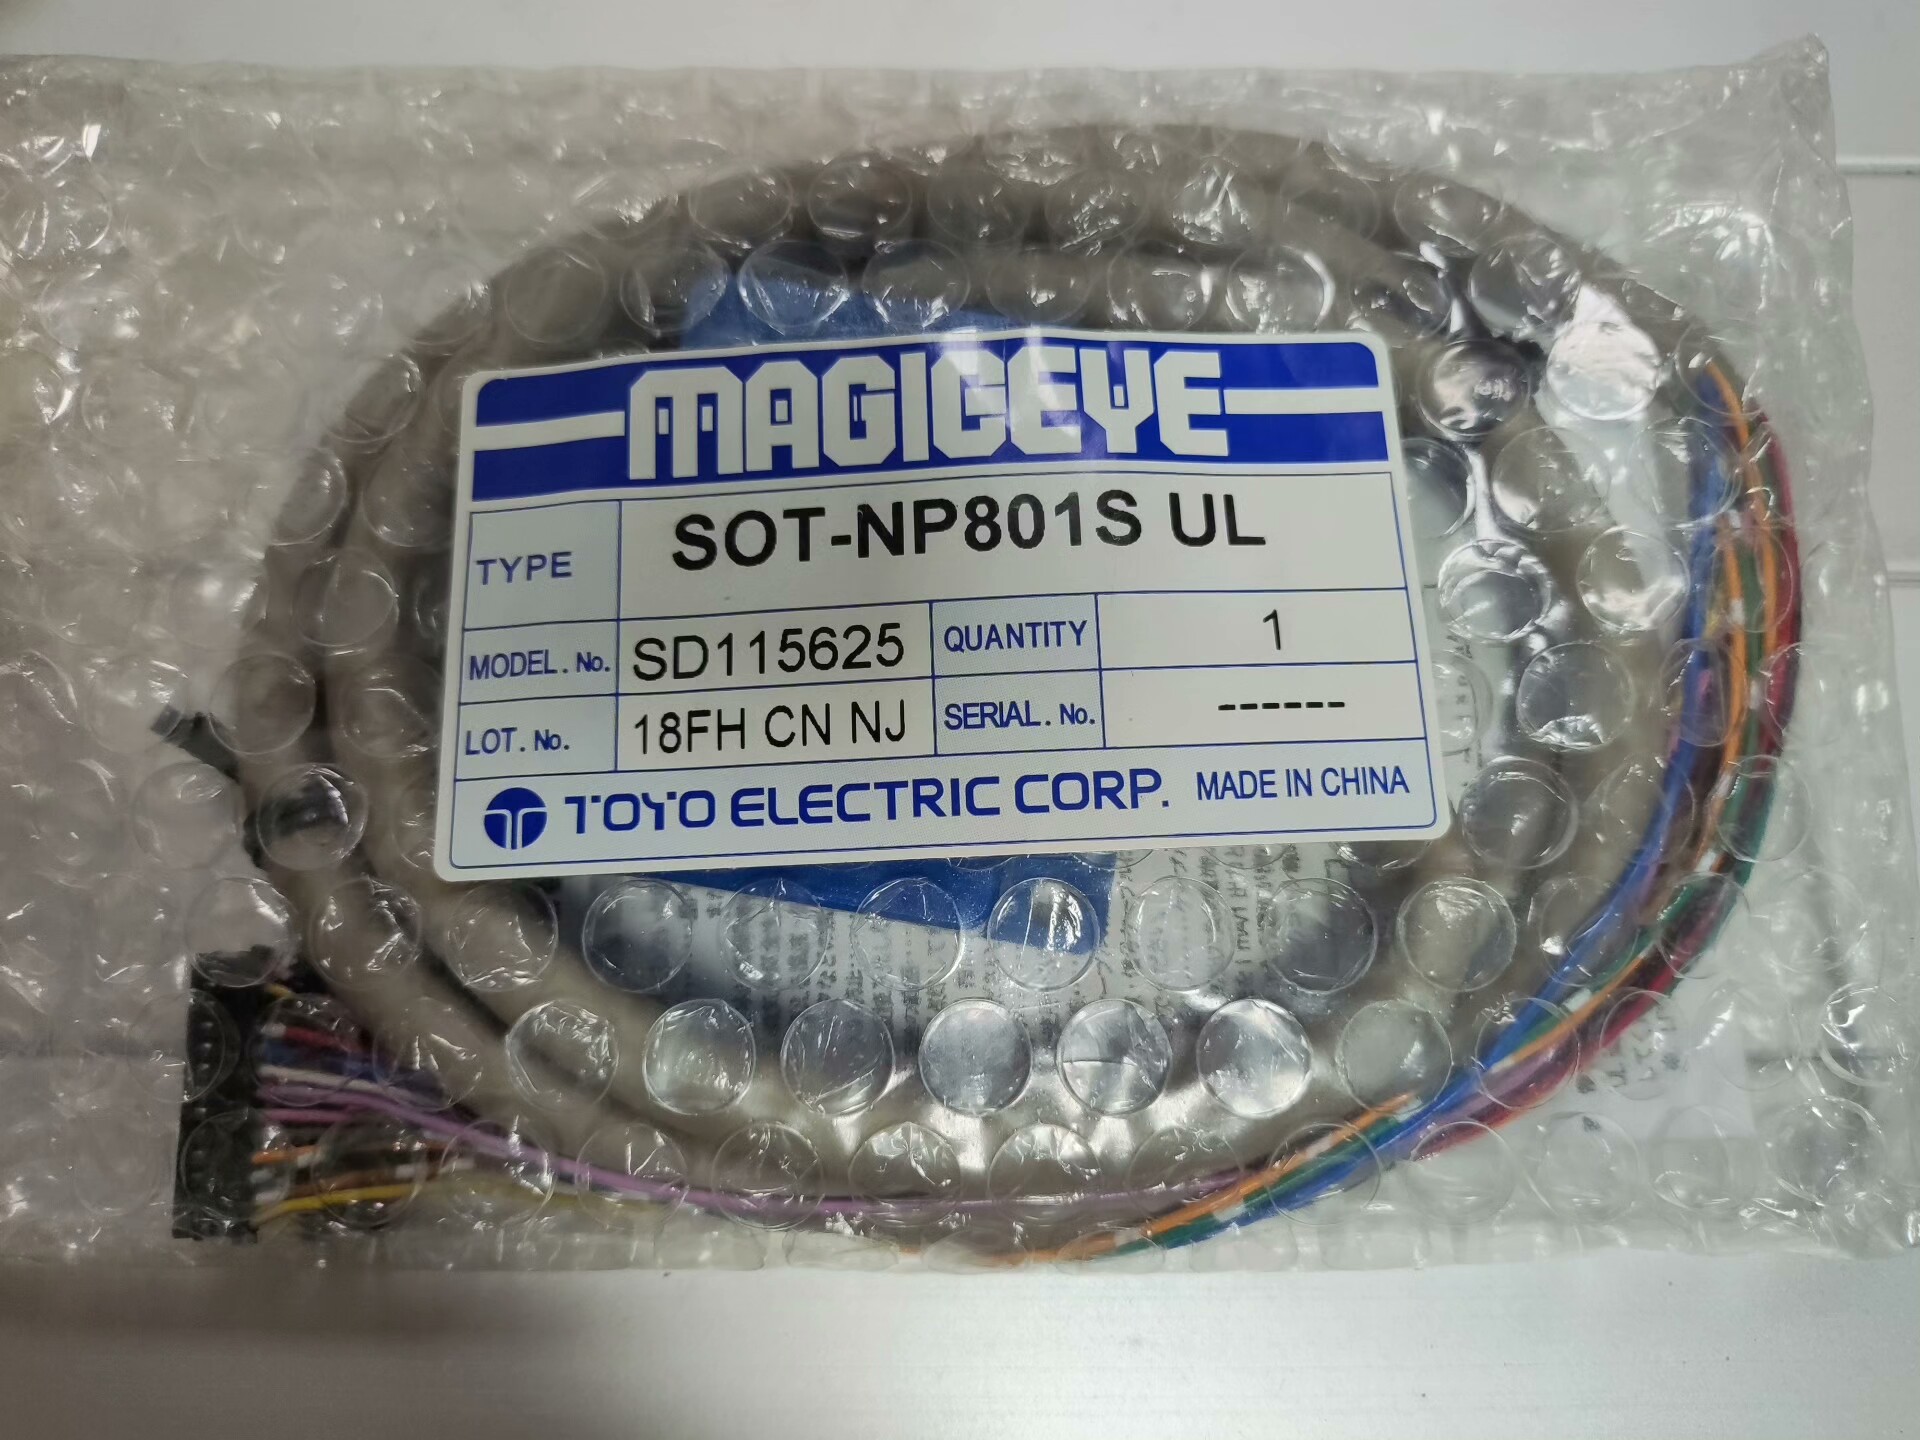 MAGICEYE
TYPE SOT-NP801S UL
MODEL.No. SD115625 QUANTITY 1
LOT.No. 18FH CN NJ SERIAL.No. ------
TOYO ELECTRIC CORP. MADE IN CHINA